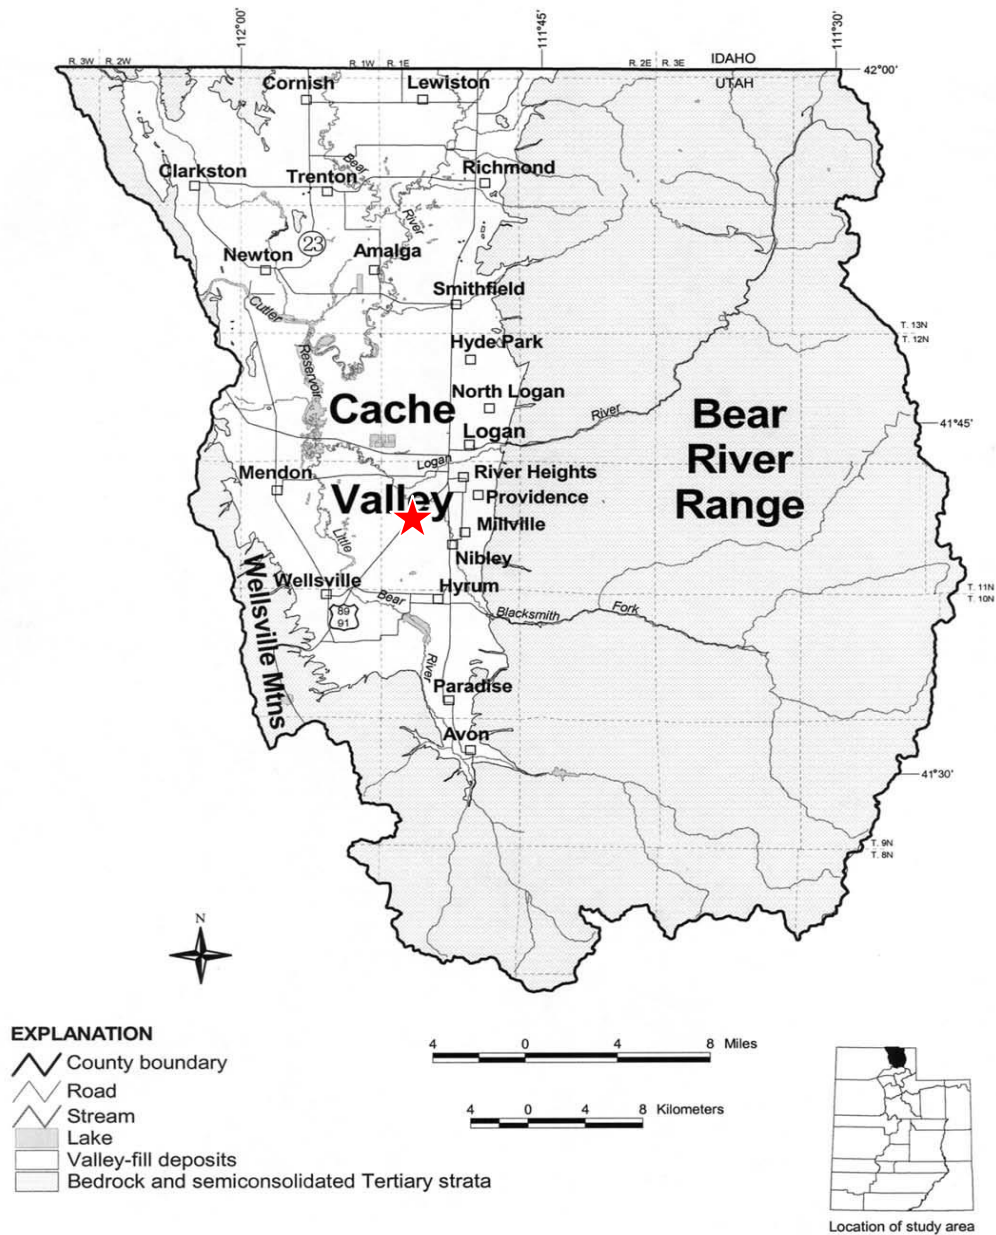 112°00'
111°45'
111°30'
R. 3W
R. 2W
R. 1W
R. 1E
R. 2E
R. 3E
IDAHO
UTAH
42°00'
Cornish
Lewiston
Bear
Clarkston
Trenton
Richmond
River
23
Newton
Amalga
Smithfield
Cutler
Reservoir
T. 13N
T. 12N
Hyde Park
North Logan
Cache
Valley
River
Bear
River
Range
41°45'
Logan
Logan
River Heights
Mendon
Providence
Millville
Little
Nibley
Wellsville
Hyrum
89
91
Bear
Blacksmith
Fork
T. 11N
T. 10N
Wellsville Mtns
River
Paradise
Avon
41°30'
T. 9N
T. 8N
N
EXPLANATION
County boundary
Road
Stream
Lake
Valley-fill deposits
Bedrock and semiconsolidated Tertiary strata
4 0 4 8 Miles
4 0 4 8 Kilometers
Location of study area